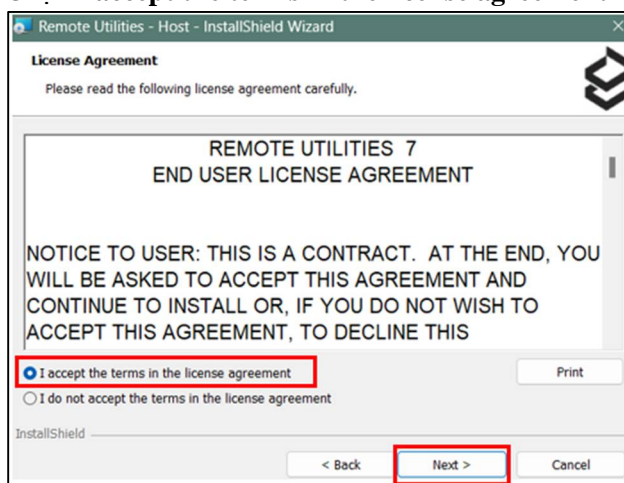 Remote Utilities - Host - InstallShield Wizard
License Agreement
Please read the following license agreement carefully.
REMOTE UTILITIES 7
END USER LICENSE AGREEMENT
NOTICE TO USER: THIS IS A CONTRACT. AT THE END, YOU
WILL BE ASKED TO ACCEPT THIS AGREEMENT AND
CONTINUE TO INSTALL OR, IF YOU DO NOT WISH TO
ACCEPT THIS AGREEMENT, TO DECLINE THIS
I accept the terms in the license agreement
Print
I do not accept the terms in the license agreement
InstallShield
< Back Next > Cancel